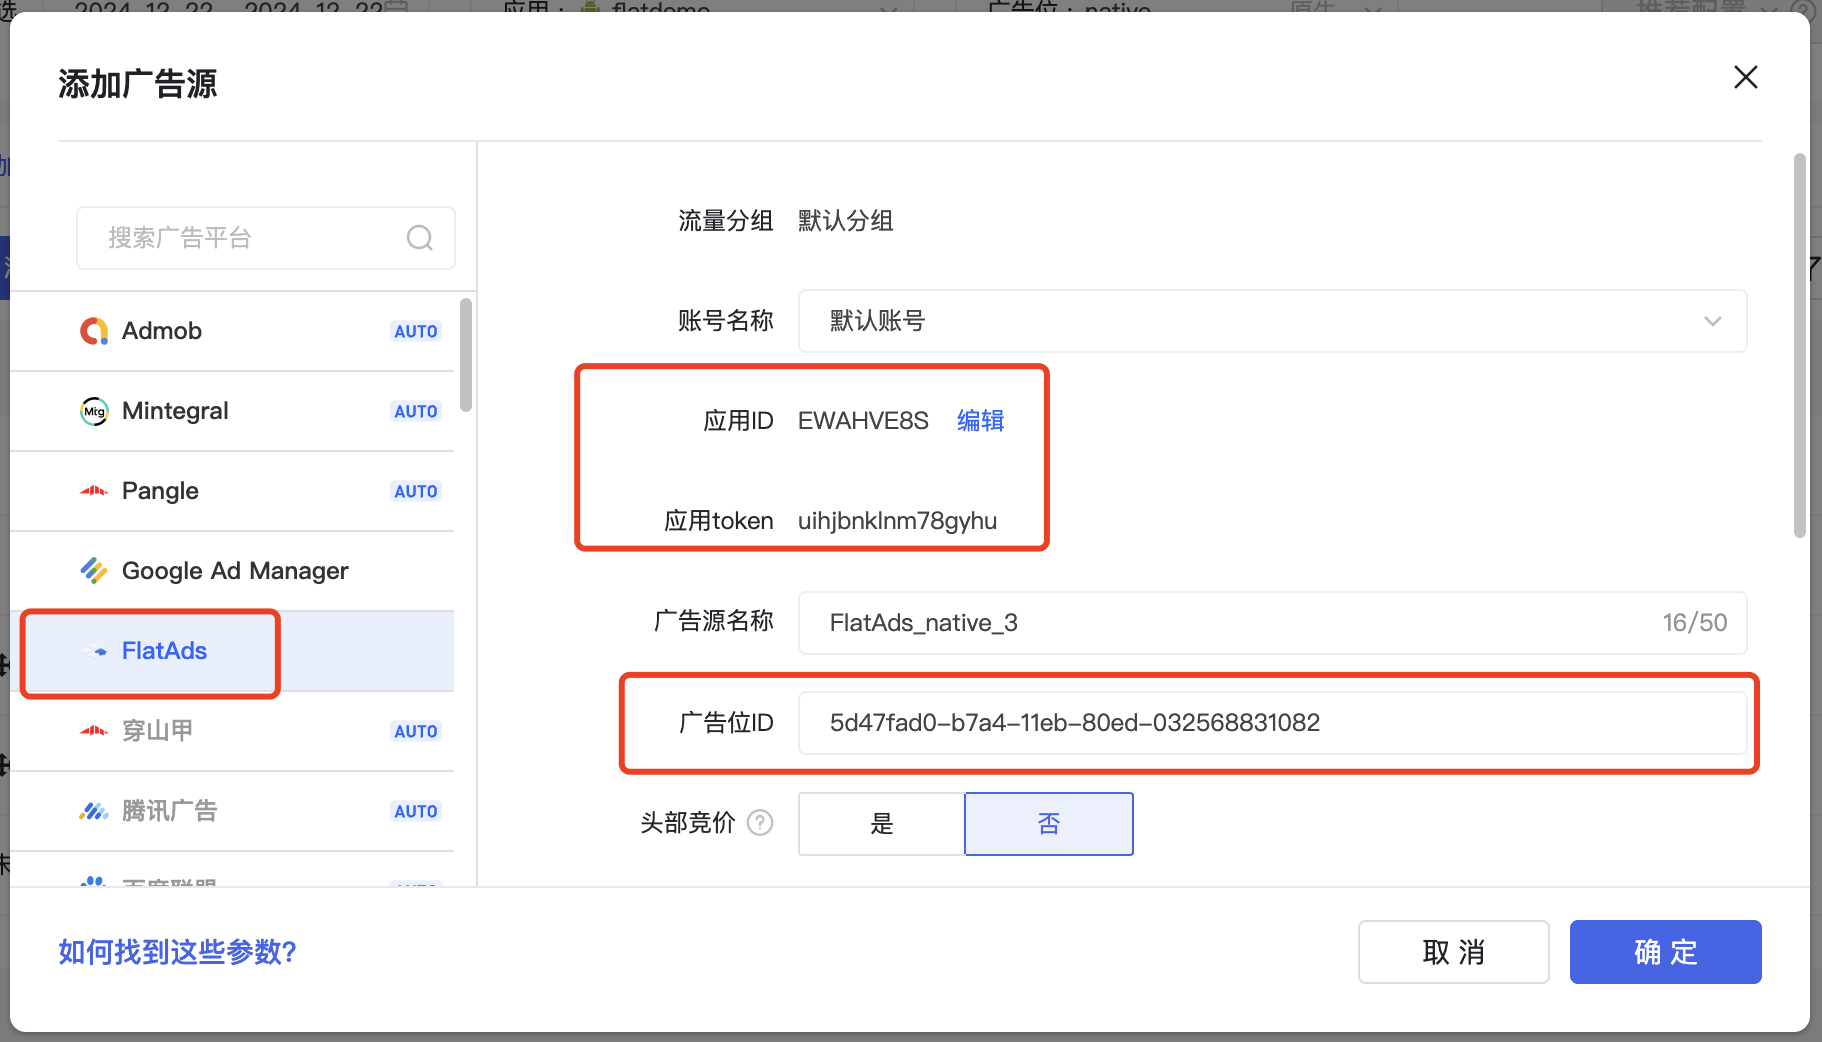 添加广告源
搜索广告平台
Admob AUTO
Mintegral AUTO
Pangle AUTO
Google Ad Manager
FlatAds
穿山甲 AUTO
腾讯广告 AUTO
流量分组 默认分组
账号名称 默认账号
应用ID EWAHVE8S 编辑
应用token uihjbnklnm78gyhu
广告源名称 FlatAds_native_3 16/50
广告位ID 5d47fad0-b7a4-11eb-80ed-032568831082
头部竞价 ? 是 否
如何找到这些参数?
取 消
确 定